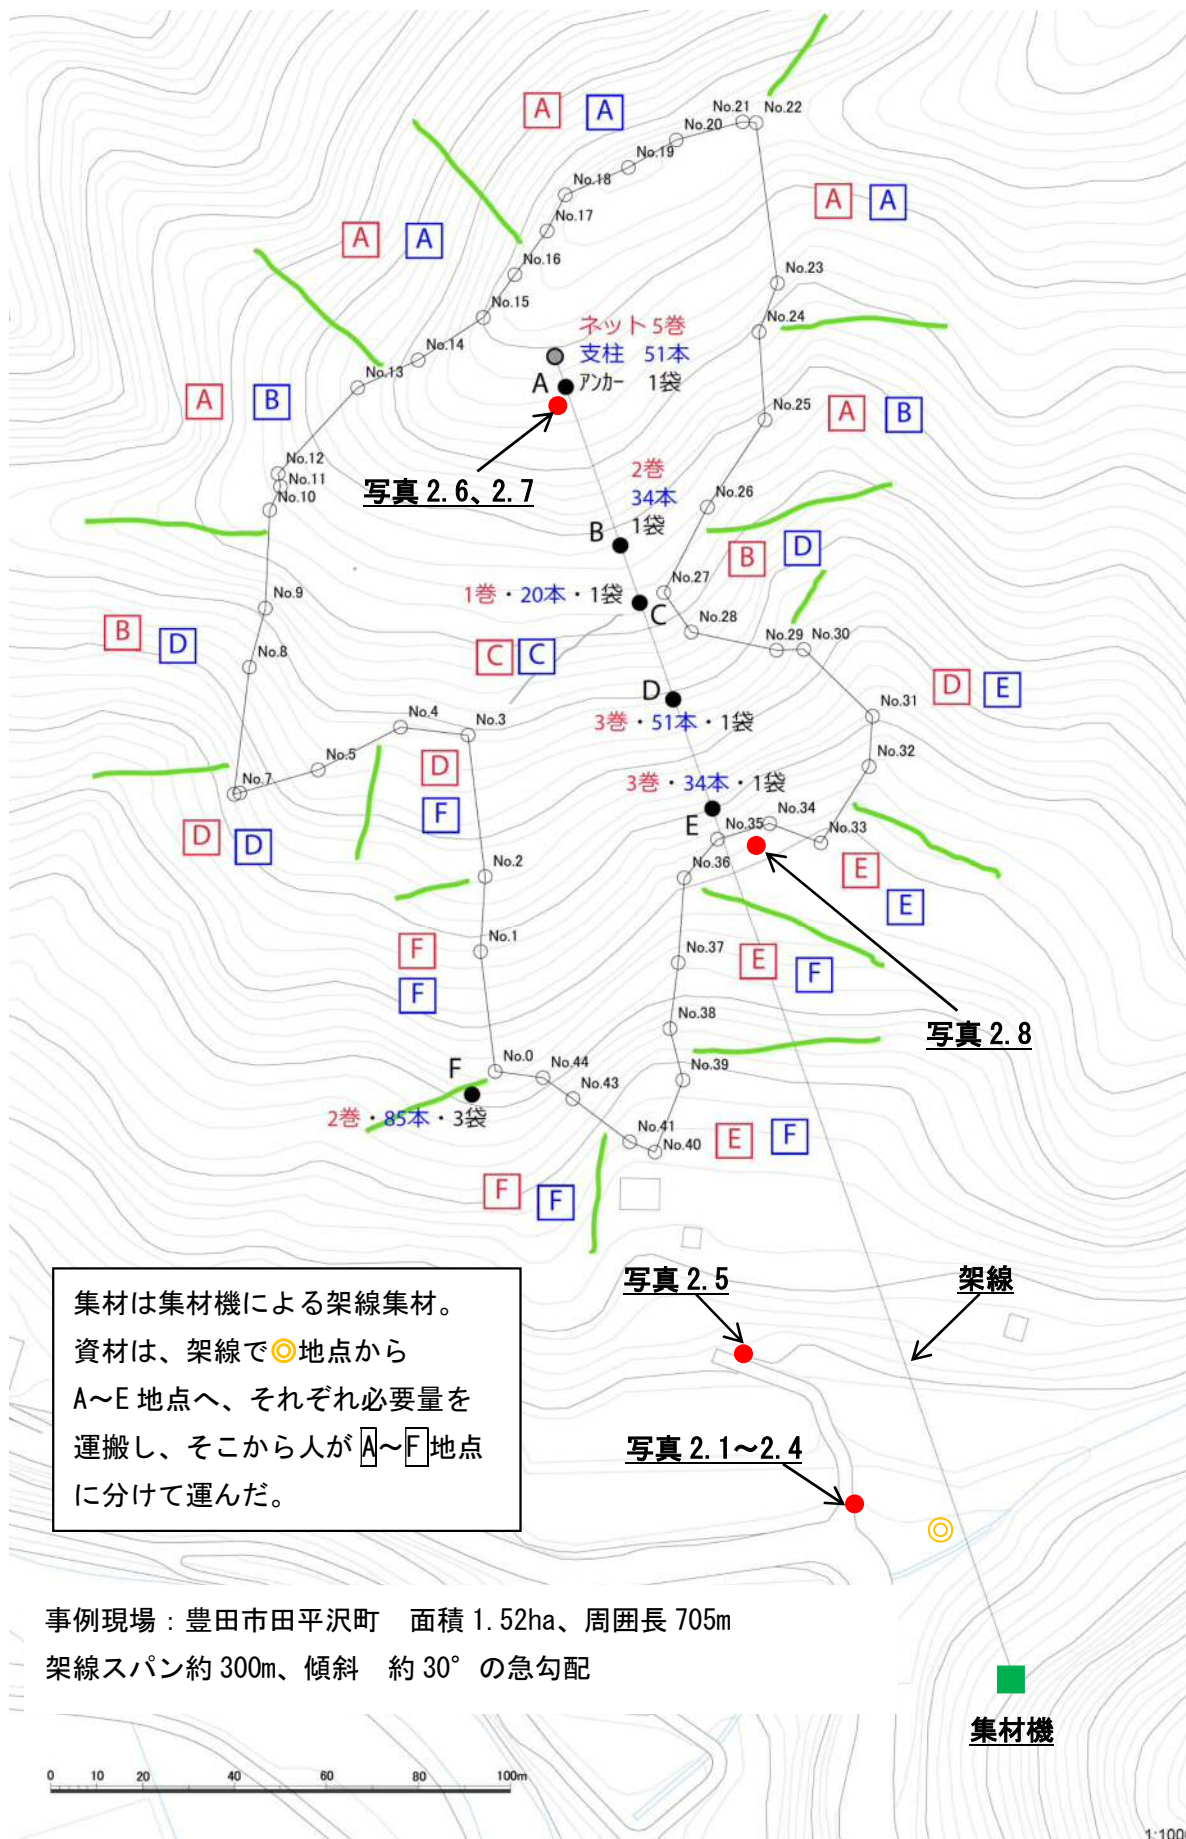 No.21
No.22
A
A
No.20
No.19
No.18
A
A
No.17
A
A
No.16
No.23
No.15
No.24
ネット 5巻
支柱 51本
A
アンカー 1袋
No.14
No.13
A
B
No.25
A
B
No.12
No.11
No.10
写真 2.6、2.7
2巻
34本
1袋
B
No.26
B
D
No.27
1巻・20本・1袋
C
No.9
No.28
No.29
No.30
B
D
C
C
No.8
D
3巻・51本・1袋
D
E
No.31
No.4
No.3
No.32
No.5
D
F
No.7
3巻・34本・1袋
E
No.35
No.34
No.33
D
D
No.2
No.36
E
E
No.1
F
F
No.37
E
F
No.38
写真 2.8
F
No.0
No.44
No.43
No.39
2巻・85本・3袋
No.41
No.40
E
F
F
F
写真 2.5
架線
集材は集材機による架線集材。
資材は、架線で◎地点から
A～E 地点へ、それぞれ必要量を
運搬し、そこから人が A～F 地点
に分けて運んだ。
写真 2.1～2.4
事例現場：豊田市田平沢町 面積 1.52ha、周囲長 705m
架線スパン約 300m、傾斜 約 30°の急勾配
集材機
0 10 20 40 60 80 100m